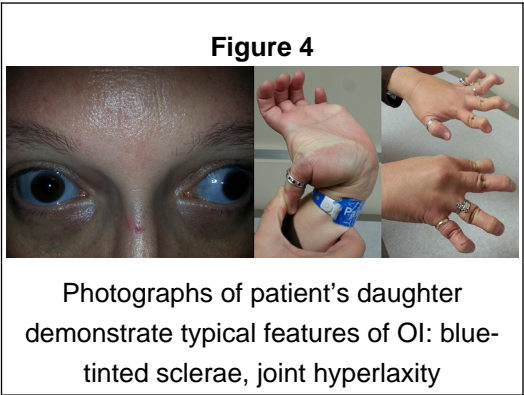 Figure 4
Photographs of patient's daughter
demonstrate typical features of OI: blue-
tinted sclerae, joint hyperlaxity